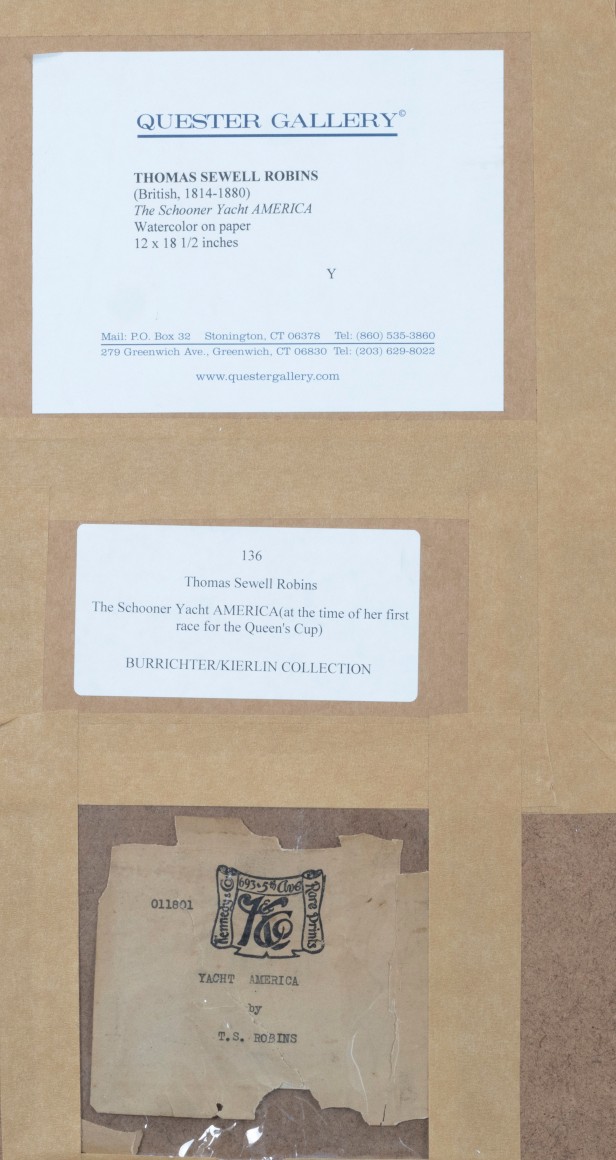 QUESTER GALLERY©
THOMAS SEWELL ROBINS
(British, 1814-1880)
The Schooner Yacht AMERICA
Watercolor on paper
12 x 18 1/2 inches
Y
Mail: P.O. Box 32 Stonington, CT 06378 Tel: (860) 535-3860
279 Greenwich Ave., Greenwich, CT 06830 Tel: (203) 629-8022
www.questergallery.com
136
Thomas Sewell Robins
The Schooner Yacht AMERICA(at the time of her first
race for the Queen's Cup)
BURRICHTER/KIERLIN COLLECTION
011801
Kennedy & Co
693·5th Ave
Rare Prints
K&Co
YACHT AMERICA
by
T.S. ROBINS